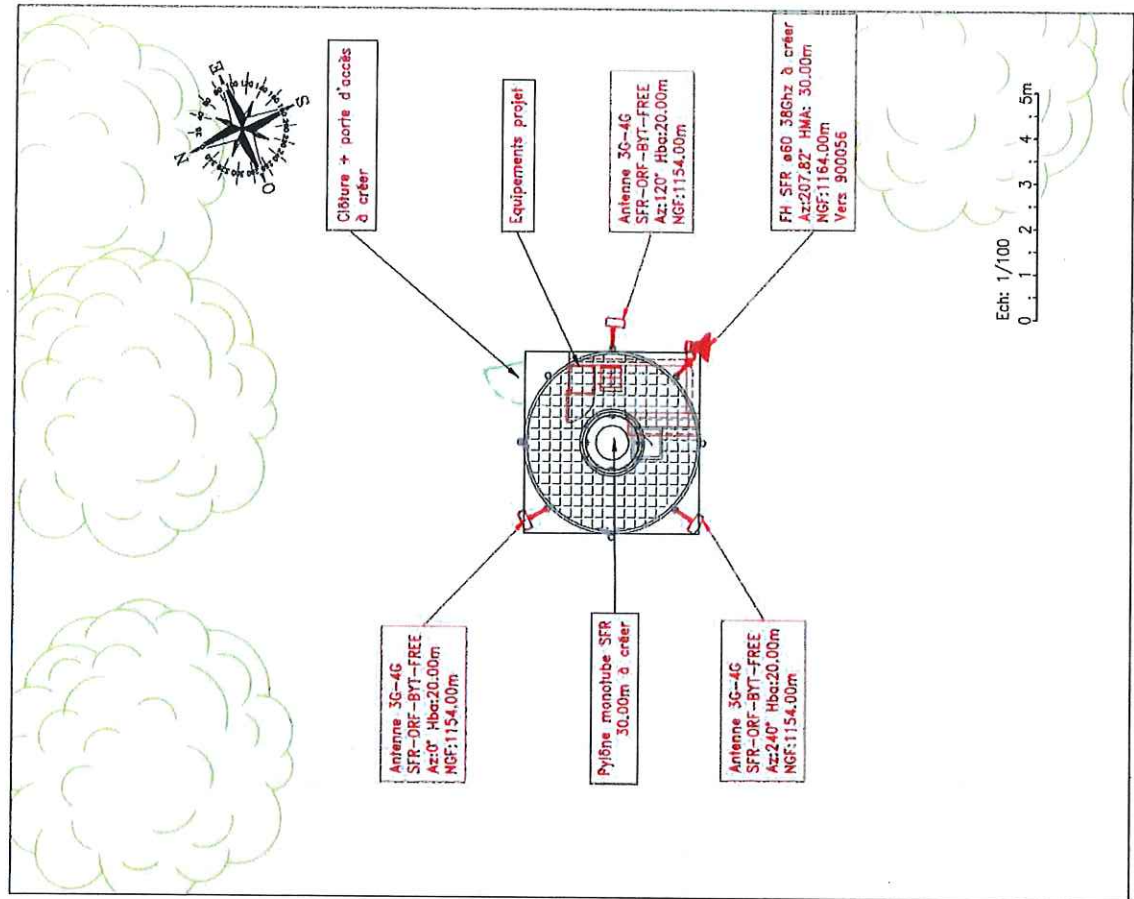 Clôture + porte d'accès
à créer
Equipements projet
Antenne 3G-4G
SFR-ORF-BYT-FREE
Az:120° Hba:20.00m
NGF:1154.00m
FH SFR ø60 38Ghz à créer
Az:207.82° HMA: 30.00m
NGF:1164.00m
Vers 900056
Antenne 3G-4G
SFR-ORF-BYT-FREE
Az:0° Hba:20.00m
NGF:1154.00m
Pylône monotube SFR
30.00m à créer
Antenne 3G-4G
SFR-ORF-BYT-FREE
Az:240° Hba:20.00m
NGF:1154.00m
Ech: 1/100
0 1 2 3 4 5m
N
E
S
O